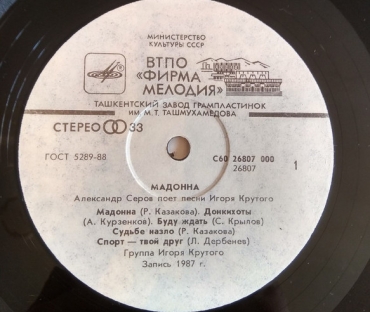 МИНИСТЕРСТВО
КУЛЬТУРЫ СССР
ВТПО
«ФИРМА
МЕЛОДИЯ»
ТАШКЕНТСКИЙ ЗАВОД ГРАМПЛАСТИНОК
ИМ. М.Т. ТАШМУХАМЕДОВА
СТЕРЕО 33
ГОСТ 5289-88
С60 26807 000
26807
1
МАДОННА
Александр Серов поет песни Игоря Крутого
Мадонна (Р. Казакова). Донкихоты
(А. Курзенков). Буду ждать (С. Крылов)
Судьбе назло (Р. Казакова)
Спорт — твой друг (Л. Дербенев)
Группа Игоря Крутого
Запись 1987 г.